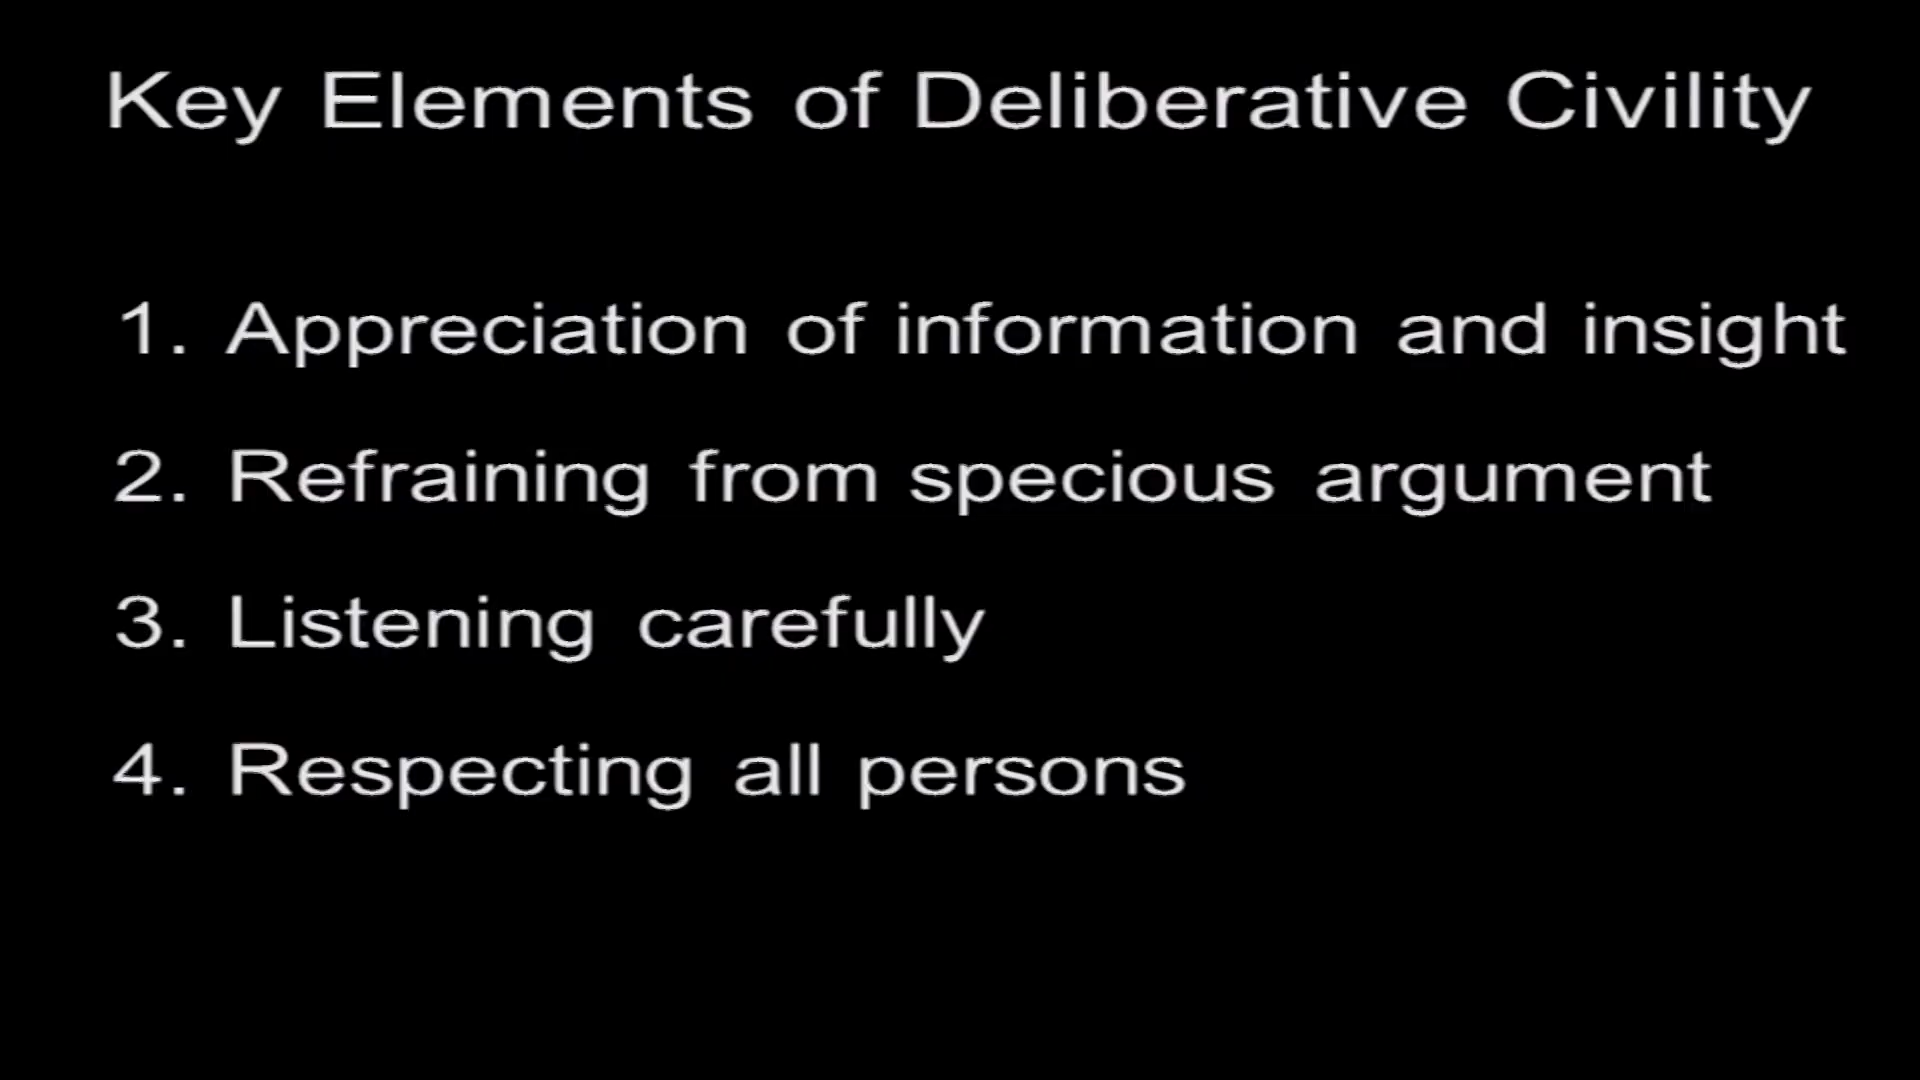 Key Elements of Deliberative Civility
1. Appreciation of information and insight
2. Refraining from specious argument
3. Listening carefully
4. Respecting all persons